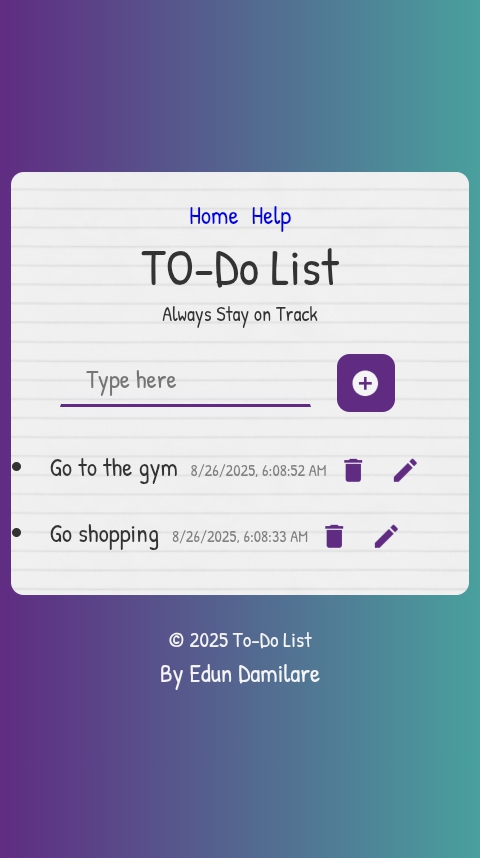 Home Help
TO-Do List
Always Stay on Track
Type here
Go to the gym 8/26/2025, 6:08:52 AM
Go shopping 8/26/2025, 6:08:33 AM
© 2025 To-Do List
By Edun Damilare